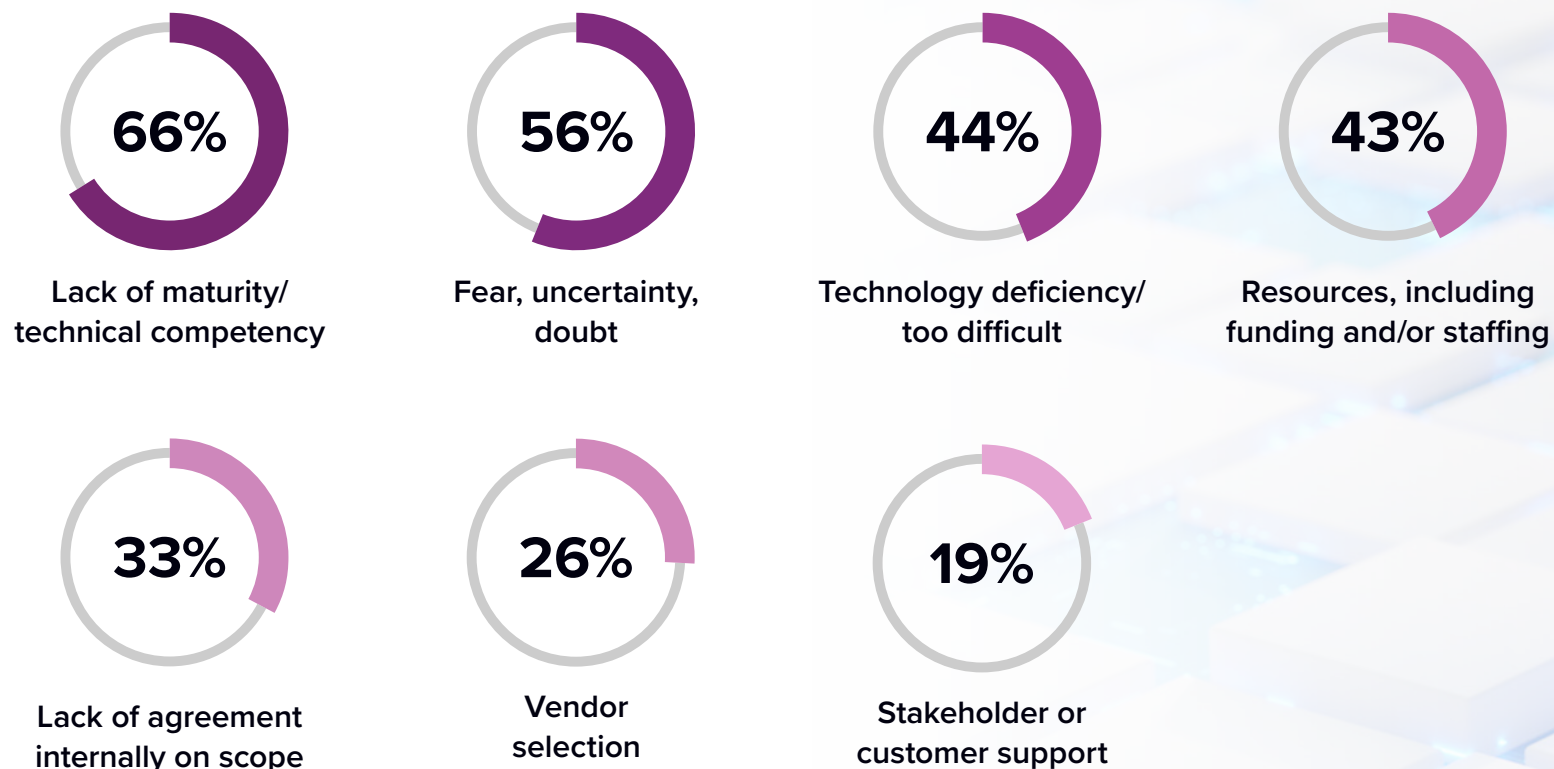 66%
Lack of maturity/
technical competency
56%
Fear, uncertainty,
doubt
44%
Technology deficiency/
too difficult
43%
Resources, including
funding and/or staffing
33%
Lack of agreement
internally on scope
26%
Vendor
selection
19%
Stakeholder or
customer support